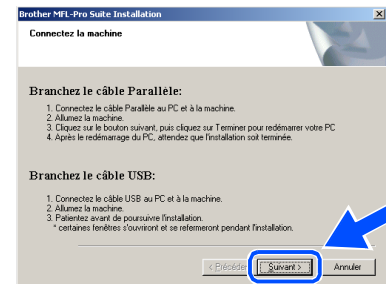 Brother MFL-Pro Suite Installation
Connectez la machine
Branchez le câble Parallèle:
1. Connectez le câble Parallèle au PC et à la machine.
2. Allumez la machine.
3. Cliquez sur le bouton suivant, puis cliquez sur Terminer pour redémarrer votre PC
4. Après le redémarrage du PC, attendez que l'installation soit terminée.
Branchez le câble USB:
1. Connectez le câble USB au PC et à la machine.
2. Allumez la machine.
3. Patientez avant de poursuivre l'installation.
* certaines fenêtres s'ouvriront et se refermeront pendant l'installation.
< Précéder Suivant > Annuler